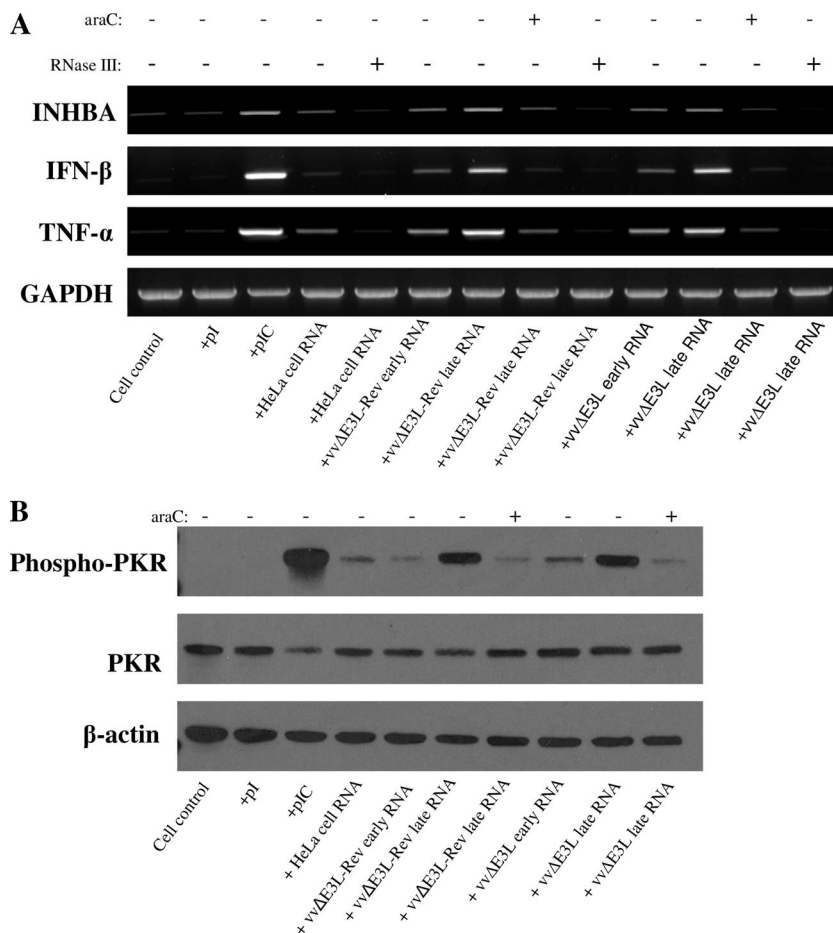 A
araC: - - - - - - - + - - - + -
RNase III: - - - - + - - - + - - - +
INHBA
IFN-β
TNF-α
GAPDH
Cell control
+pI
+pIC
+HeLa cell RNA
+HeLa cell RNA
+vvΔE3L-Rev early RNA
+vvΔE3L-Rev late RNA
+vvΔE3L-Rev late RNA
+vvΔE3L-Rev late RNA
+vvΔE3L early RNA
+vvΔE3L late RNA
+vvΔE3L late RNA
+vvΔE3L late RNA
B
araC: - - - - - - + - - +
Phospho-PKR
PKR
β-actin
Cell control
+pI
+pIC
+ HeLa cell RNA
+ vvΔE3L-Rev early RNA
+ vvΔE3L-Rev late RNA
+ vvΔE3L-Rev late RNA
+ vvΔE3L early RNA
+ vvΔE3L late RNA
+ vvΔE3L late RNA